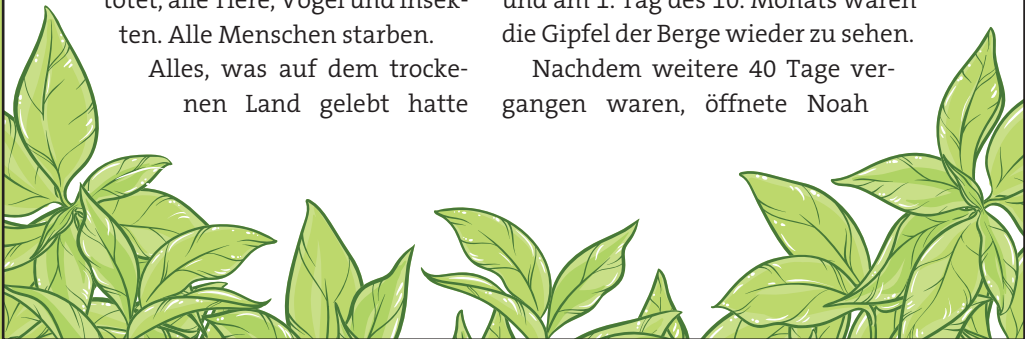 tötet, alle Tiere, Vögel und Insek-
ten. Alle Menschen starben.
Alles, was auf dem trocke-
nen Land gelebt hatte
und am 1. Tag des 10. Monats waren
die Gipfel der Berge wieder zu sehen.
Nachdem weitere 40 Tage ver-
gangen waren, öffnete Noah